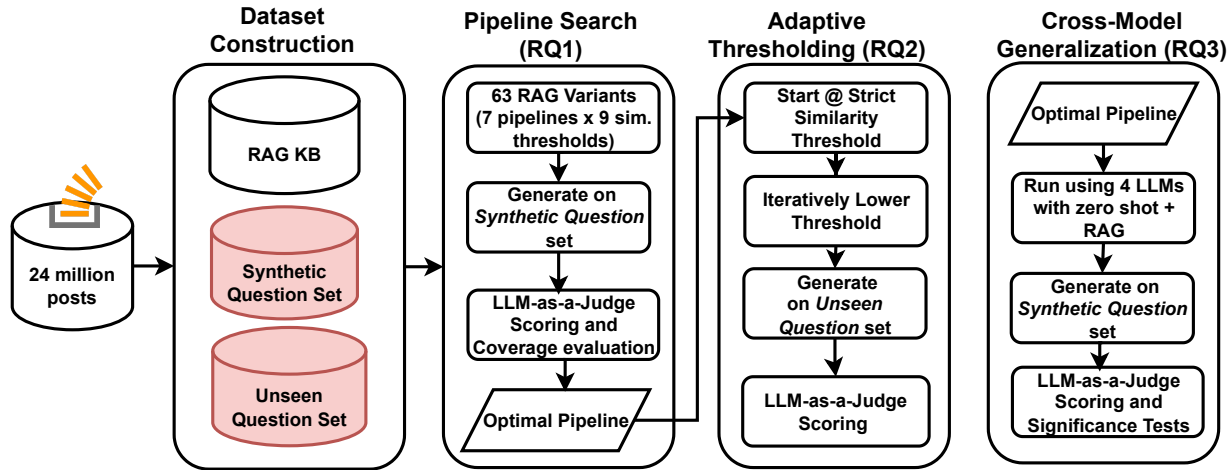 24 million
posts
Dataset
Construction
RAG KB
Synthetic
Question Set
Unseen
Question Set
Pipeline Search
(RQ1)
63 RAG Variants
(7 pipelines x 9 sim.
thresholds)
Generate on
Synthetic Question
set
LLM-as-a-Judge
Scoring and
Coverage evaluation
Optimal Pipeline
Adaptive
Thresholding (RQ2)
Start @ Strict
Similarity
Threshold
Iteratively Lower
Threshold
Generate
on Unseen
Question set
LLM-as-a-Judge
Scoring
Cross-Model
Generalization (RQ3)
Optimal Pipeline
Run using 4 LLMs
with zero shot +
RAG
Generate on
Synthetic Question
set
LLM-as-a-Judge
Scoring and
Significance Tests